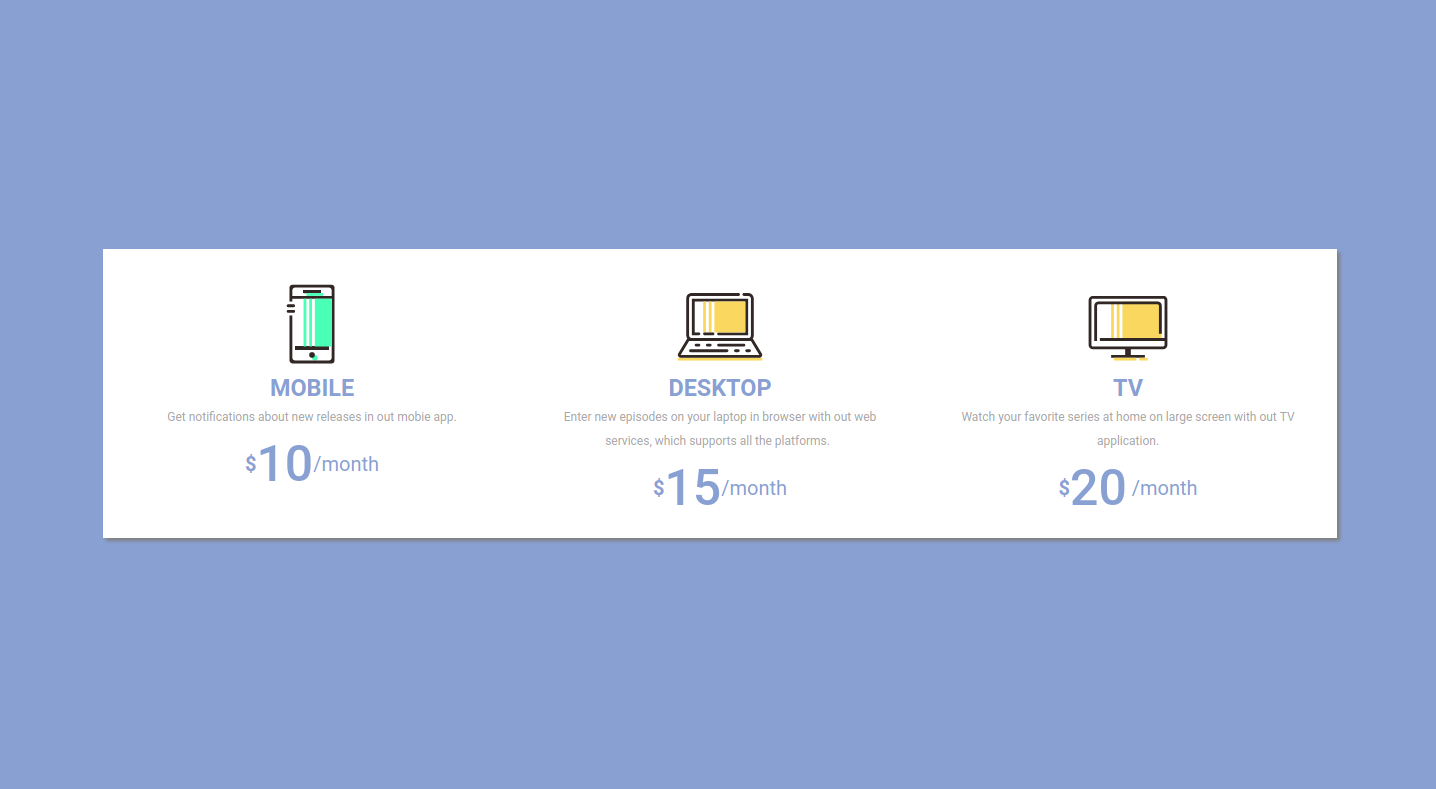 MOBILE
Get notifications about new releases in out mobie app.
$10/month
DESKTOP
Enter new episodes on your laptop in browser with out web
services, which supports all the platforms.
$15/month
TV
Watch your favorite series at home on large screen with out TV
application.
$20 /month